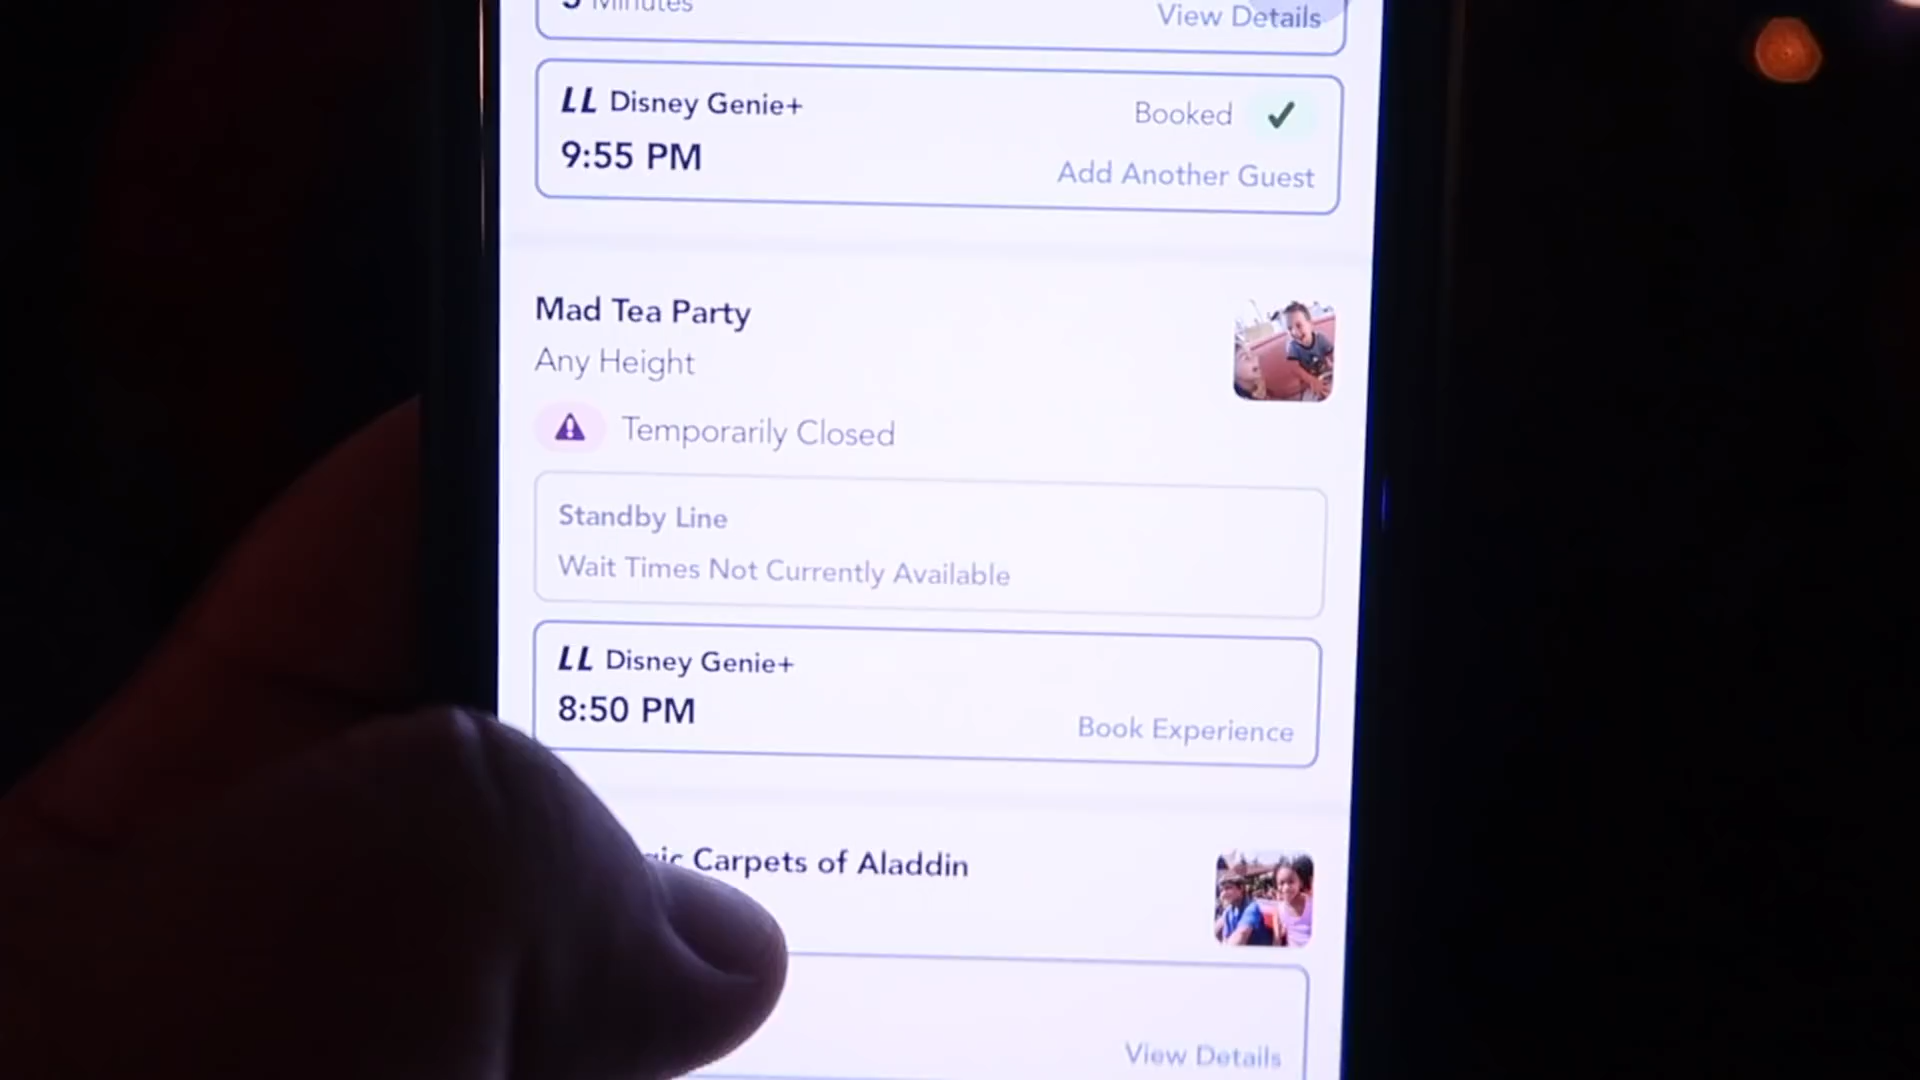 5 Minutes
View Details
LL Disney Genie+
Booked ✔
9:55 PM
Add Another Guest
Mad Tea Party
Any Height
Temporarily Closed
Standby Line
Wait Times Not Currently Available
LL Disney Genie+
8:50 PM
Book Experience
Carpets of Aladdin
View Details